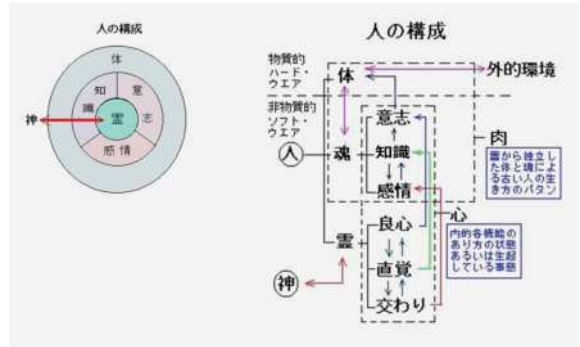 人の構成
体
知 意
識 志
霊
感情
神
人の構成
物質的
ハード・
ウエア
体
外的環境
非物質的
ソフト・
ウエア
意志
人
魂
知識
肉
感情
霊から独立し
た体と魂によ
る古い人の生
き方のパタン
心
霊
良心
内的各機能の
あり方の状態
あるいは生起
している事態
直覚
神
交わり